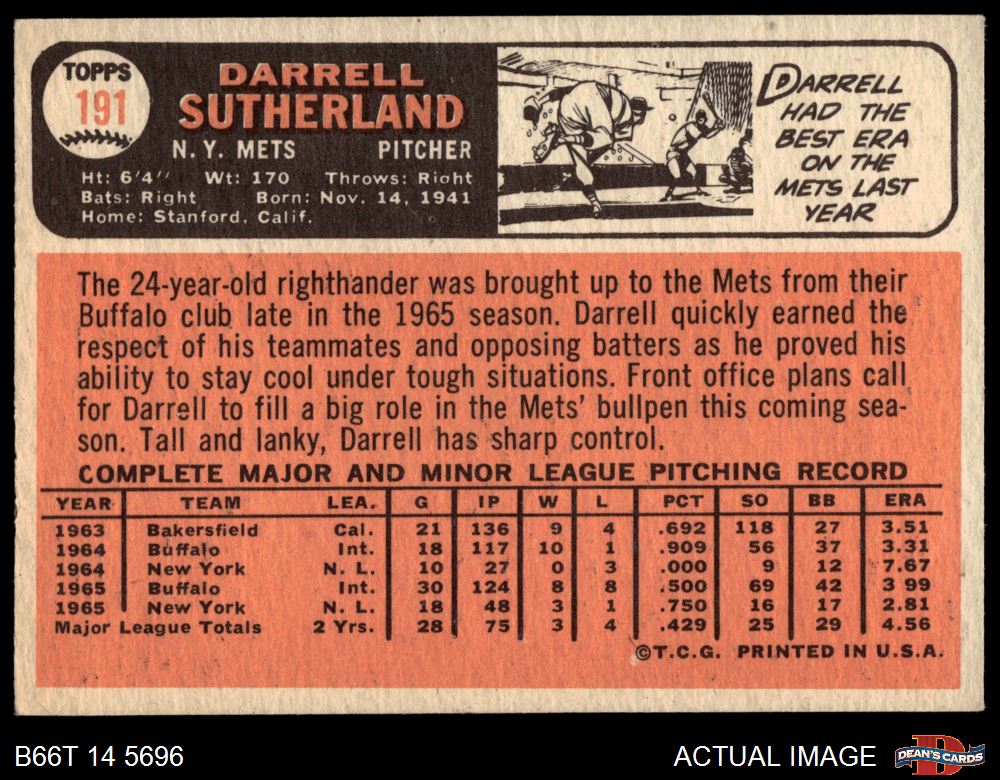 TOPPS
191
DARRELL
SUTHERLAND
N. Y. METS PITCHER
Ht: 6'4" Wt: 170 Throws: Right
Bats: Right Born: Nov. 14, 1941
Home: Stanford, Calif.
DARRELL
HAD THE
BEST ERA
ON THE
METS LAST
YEAR
The 24-year-old righthander was brought up to the Mets from their
Buffalo club late in the 1965 season. Darrell quickly earned the
respect of his teammates and opposing batters as he proved his
ability to stay cool under tough situations. Front office plans call
for Darrell to fill a big role in the Mets' bullpen this coming sea-
son. Tall and lanky, Darrell has sharp control.
COMPLETE MAJOR AND MINOR LEAGUE PITCHING RECORD
YEAR TEAM LEA. G IP W L PCT SO BB ERA
1963 Bakersfield Cal. 21 136 9 4 .692 118 27 3.51
1964 Buffalo Int. 18 117 10 1 .909 56 37 3.31
1964 New York N. L. 10 27 0 3 .000 9 12 7.67
1965 Buffalo Int. 30 124 8 8 .500 69 42 3 99
1965 New York N. L. 18 48 3 1 .750 16 17 2.81
Major League Totals 2 Yrs. 28 75 3 4 .429 25 29 4.56
©T.C.G. PRINTED IN U.S.A.
B66T 14 5696 ACTUAL IMAGE DEAN'S CARDS